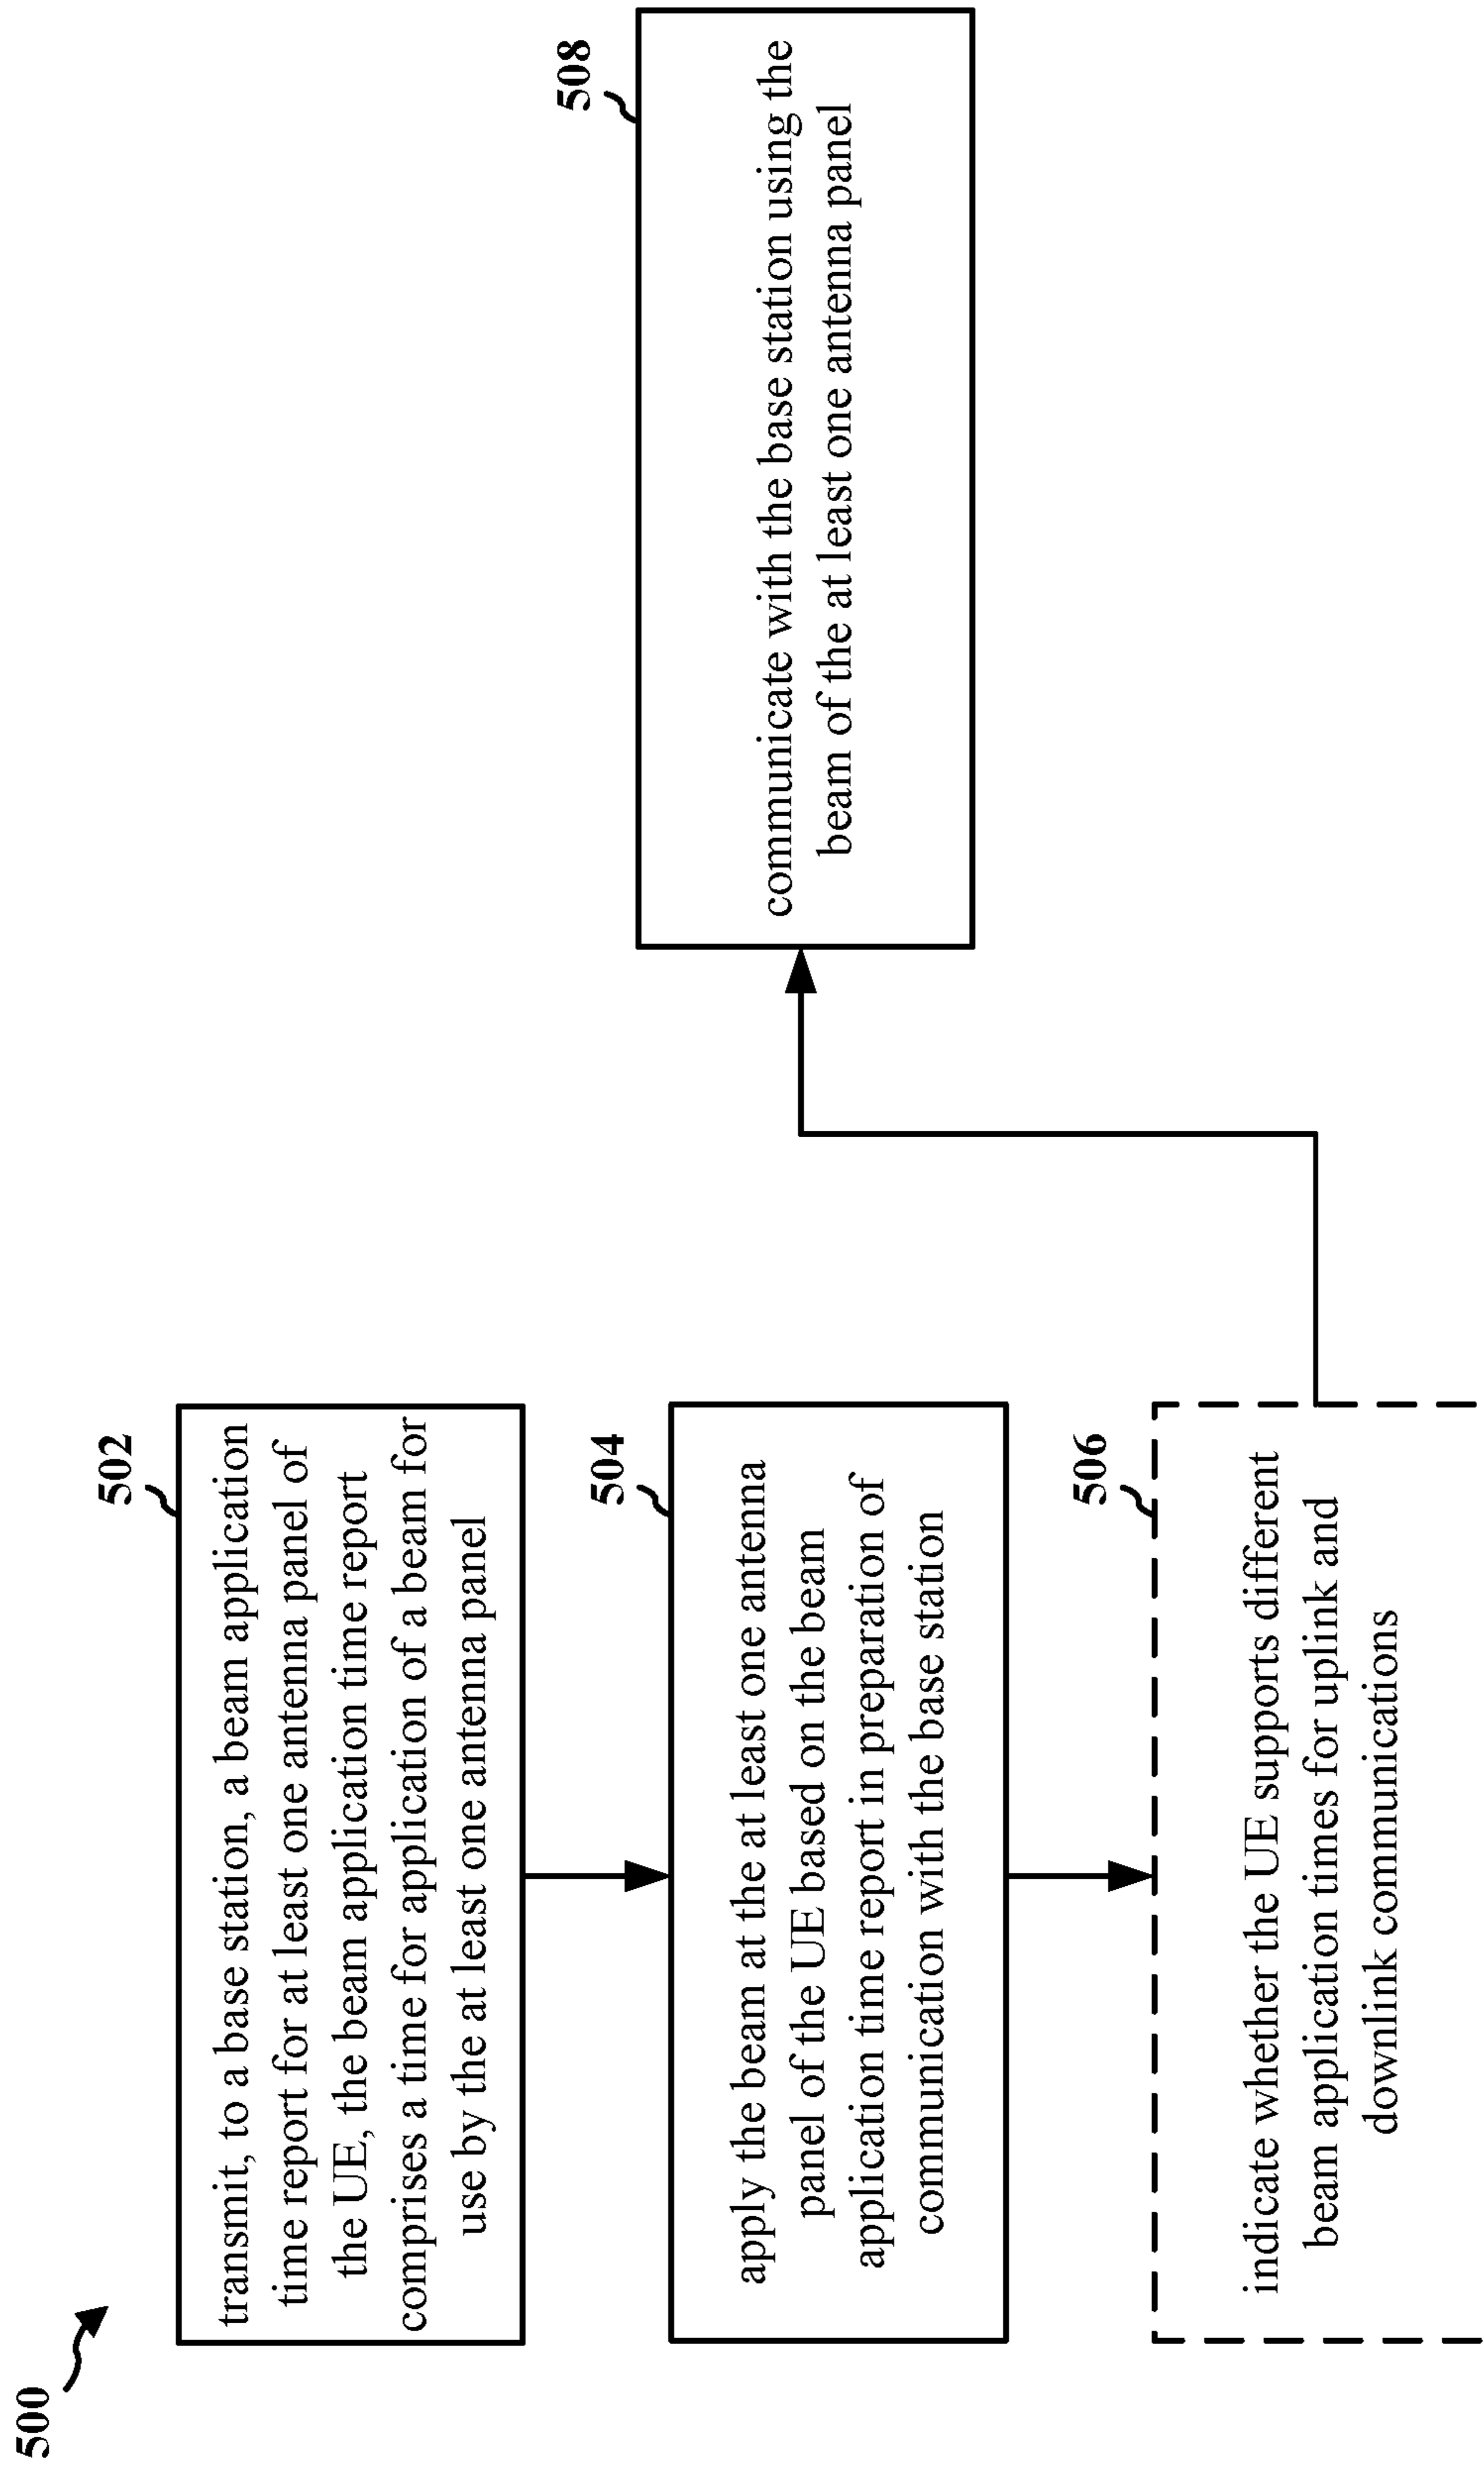 500
502
transmit, to a base station, a beam application
time report for at least one antenna panel of
the UE, the beam application time report
comprises a time for application of a beam for
use by the at least one antenna panel
504
apply the beam at the at least one antenna
panel of the UE based on the beam
application time report in preparation of
communication with the base station
506
indicate whether the UE supports different
beam application times for uplink and
downlink communications
508
communicate with the base station using the
beam of the at least one antenna panel